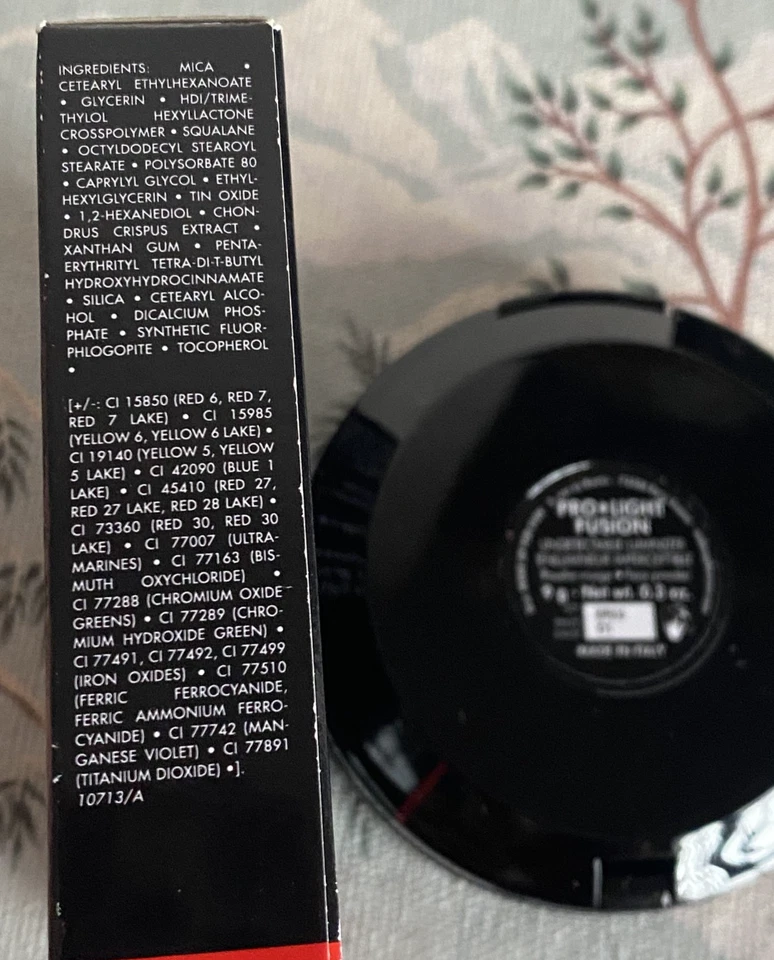 INGREDIENTS: MICA •
CETEARYL ETHYLHEXANOATE
• GLYCERIN • HDI/TRIME-
THYLOL HEXYLLACTONE
CROSSPOLYMER • SQUALANE
• OCTYLDODECYL STEAROYL
STEARATE • POLYSORBATE 80
• CAPRYLYL GLYCOL • ETHYL-
HEXYLGLYCERIN • TIN OXIDE
• 1,2-HEXANEDIOL • CHON-
DRUS CRISPUS EXTRACT •
XANTHAN GUM • PENTA-
ERYTHRITYL TETRA-DI-T-BUTYL
HYDROXYHYDROCINNAMATE
• SILICA • CETEARYL ALCO-
HOL • DICALCIUM PHOS-
PHATE • SYNTHETIC FLUOR-
PHLOGOPITE • TOCOPHEROL
•
[+/-: CI 15850 (RED 6, RED 7,
RED 7 LAKE) • CI 15985
(YELLOW 6, YELLOW 6 LAKE) •
CI 19140 (YELLOW 5, YELLOW
5 LAKE) • CI 42090 (BLUE 1
LAKE) • CI 45410 (RED 27,
RED 27 LAKE, RED 28 LAKE) •
CI 73360 (RED 30, RED 30
LAKE) • CI 77007 (ULTRA-
MARINES) • CI 77163 (BIS-
MUTH OXYCHLORIDE) •
CI 77288 (CHROMIUM OXIDE
GREENS) • CI 77289 (CHRO-
MIUM HYDROXIDE GREEN) •
CI 77491, CI 77492, CI 77499
(IRON OXIDES) • CI 77510
(FERRIC FERROCYANIDE,
FERRIC AMMONIUM FERRO-
CYANIDE) • CI 77742 (MAN-
GANESE VIOLET) • CI 77891
(TITANIUM DIOXIDE) •].
10713/A
PRO•LIGHT
FUSION
9 g - Net wt. 0.3 oz.
MADE IN ITALY